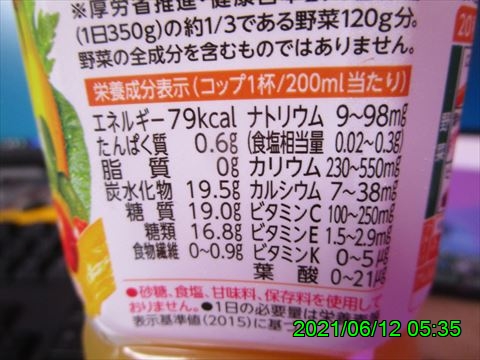 ※厚労省推進・健康日本
(1日350g)の約1/3である野菜120g分。
野菜の全成分を含むものではありません。
栄養成分表示(コップ1杯/200ml当たり)
エネルギー 79kcal ナトリウム 9~98mg
たんぱく質 0.6g (食塩相当量 0.02~0.3g)
脂質 0g カリウム 230~550mg
炭水化物 19.5g カルシウム 7~38mg
糖質 19.0g ビタミンC 100~250mg
糖類 16.8g ビタミンE 1.5~2.9mg
食物繊維 0~0.9g ビタミンK 0~5μg
葉酸 0~21μg
●砂糖、食塩、甘味料、保存料を使用して
おりません。●1日の必要量は栄養素
表示基準値(2015)に基
野菜
2021/06/12 05:35